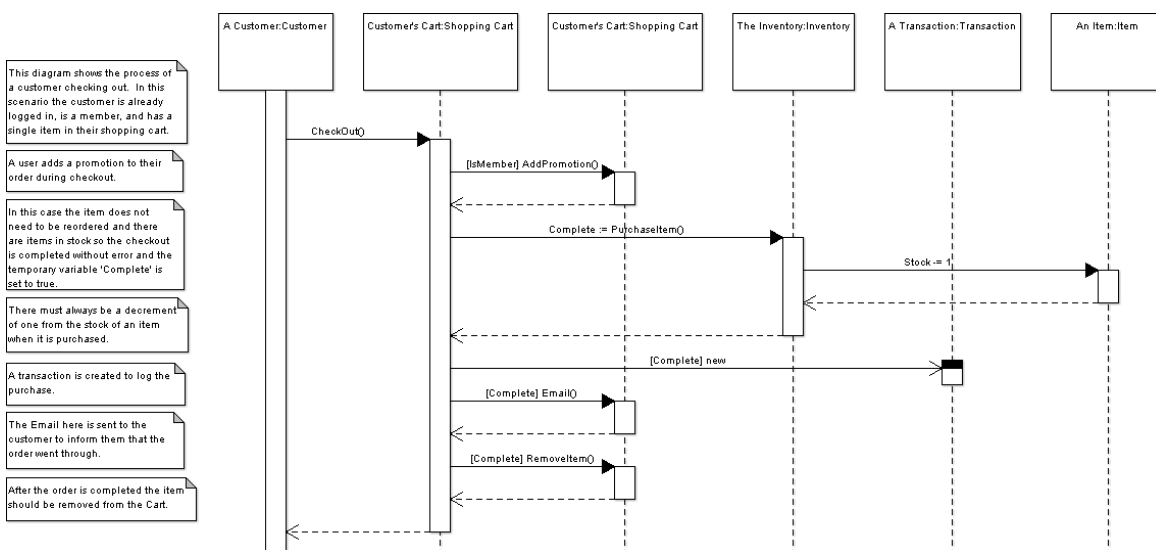 A Customer:Customer
Customer's Cart:Shopping Cart
Customer's Cart:Shopping Cart
The Inventory:Inventory
A Transaction:Transaction
An Item:Item
This diagram shows the process of
a customer checking out. In this
scenario the customer is already
logged in, is a member, and has a
single item in their shopping cart.
A user adds a promotion to their
order during checkout.
In this case the item does not
need to be reordered and there
are items in stock so the checkout
is completed without error and the
temporary variable 'Complete' is
set to true.
There must always be a decrement
of one from the stock of an item
when it is purchased.
A transaction is created to log the
purchase.
The Email here is sent to the
customer to inform them that the
order went through.
After the order is completed the item
should be removed from the Cart.
CheckOut()
[IsMember] AddPromotion()
Complete := PurchaseItem()
Stock -= 1
[Complete] new
[Complete] Email()
[Complete] RemoveItem()